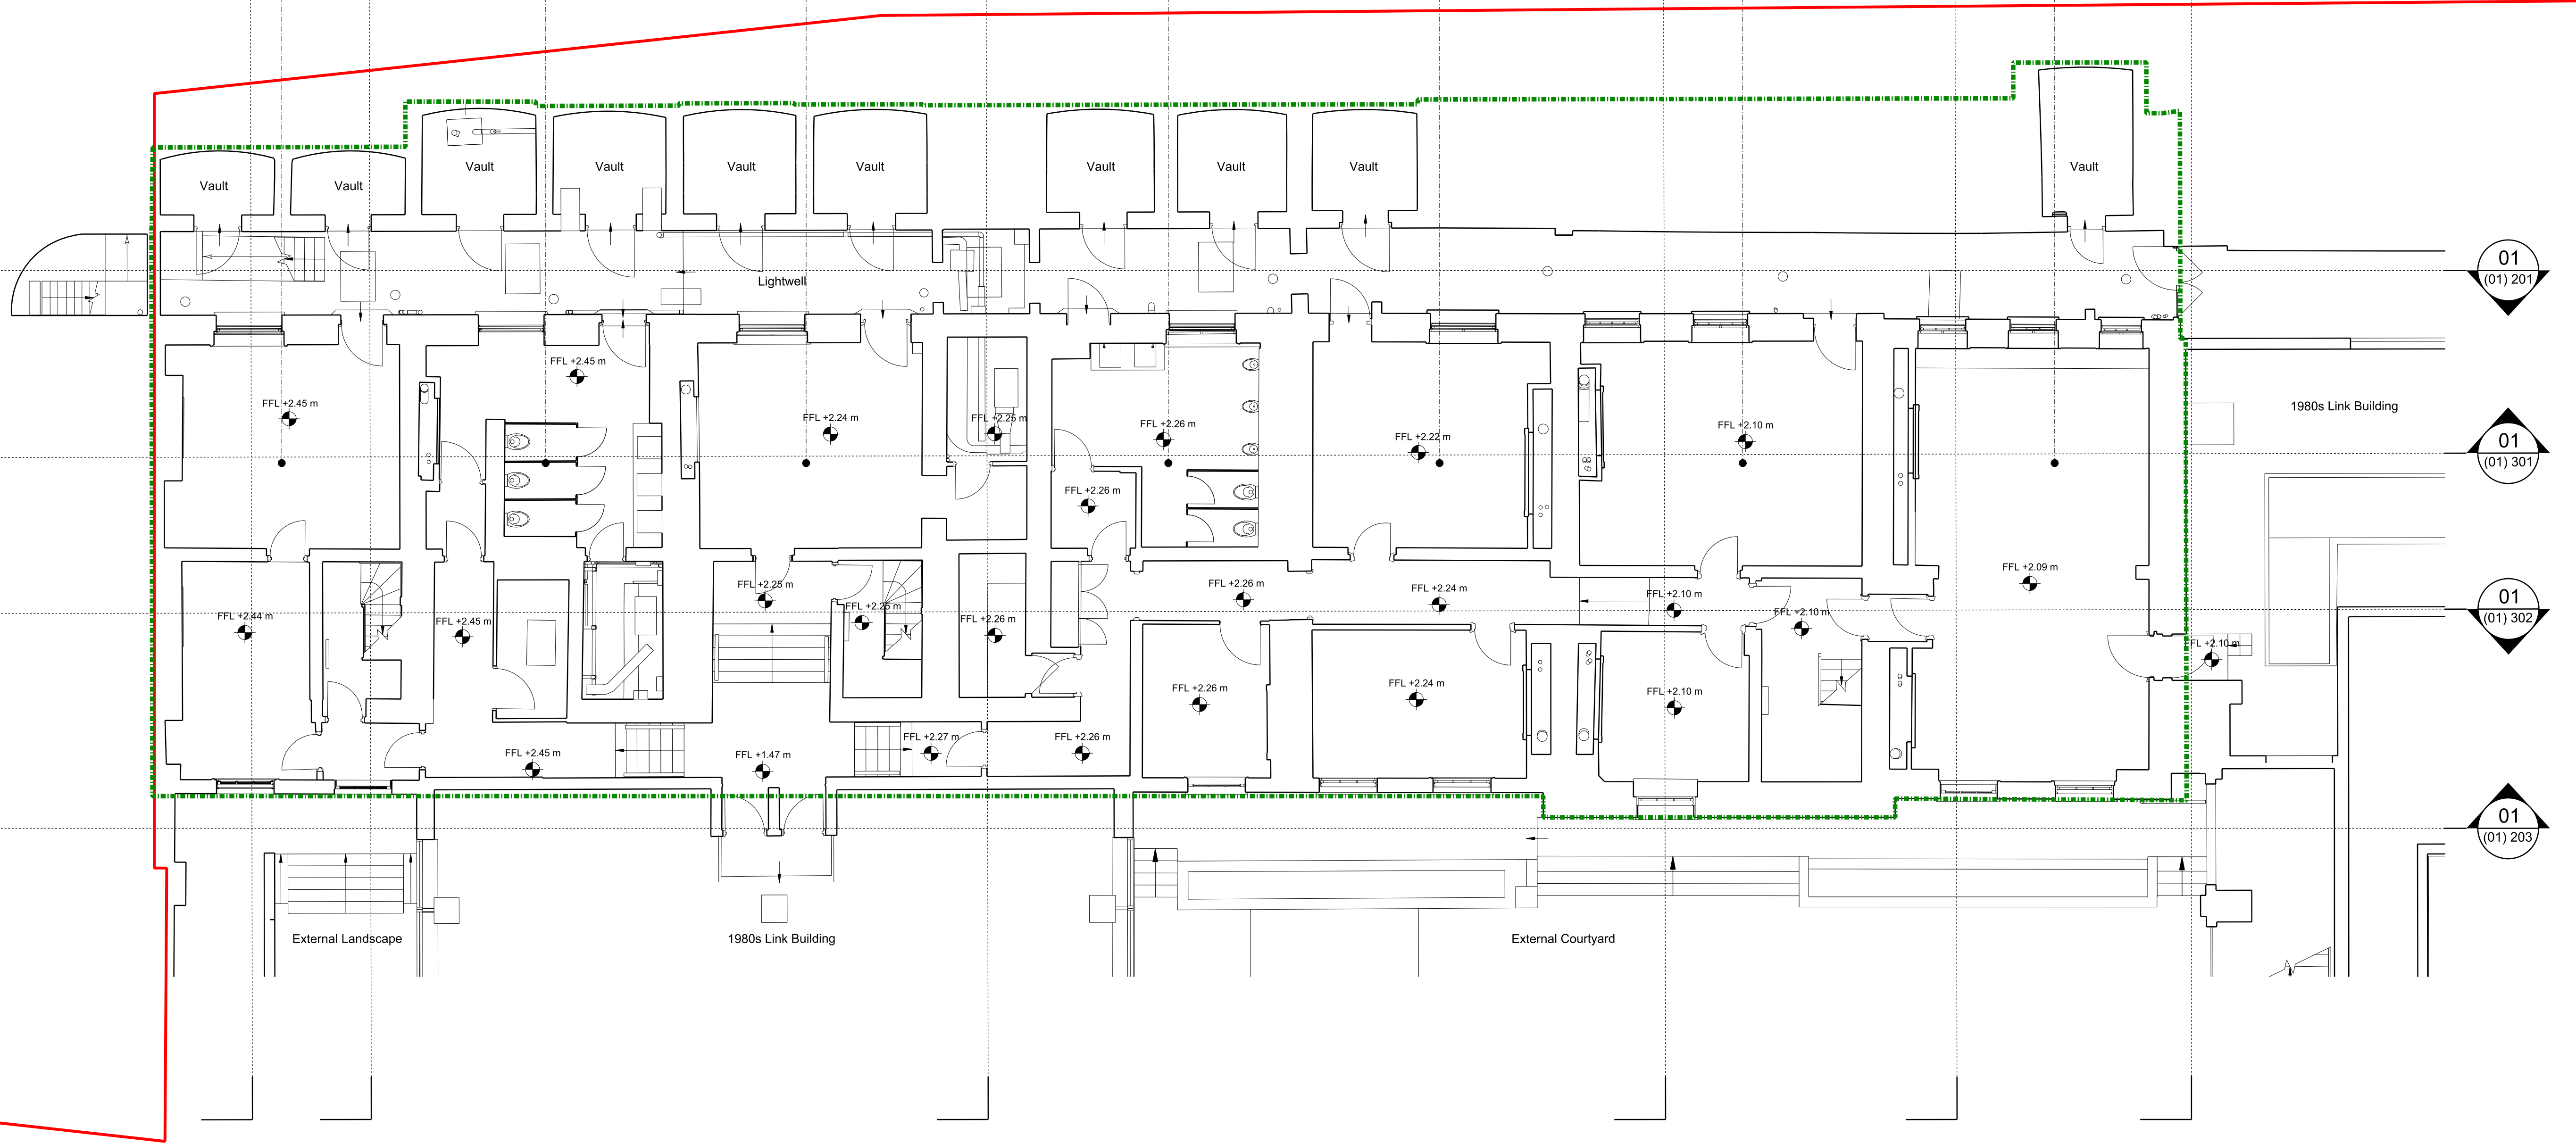 Vault
Vault
Vault
Vault
Vault
Vault
Vault
Vault
Vault
Vault
Lightwell
01
(01) 201
FFL +2.45 m
FFL +2.45 m
FFL +2.24 m
FFL +2.25 m
FFL +2.26 m
FFL +2.22 m
FFL +2.10 m
1980s Link Building
01
(01) 301
FFL +2.26 m
FFL +2.44 m
FFL +2.45 m
FFL +2.25 m
FFL +2.25 m
FFL +2.26 m
FFL +2.26 m
FFL +2.24 m
FFL +2.10 m
FFL +2.10 m
FFL +2.09 m
01
(01) 302
FFL +2.10 m
FFL +2.26 m
FFL +2.24 m
FFL +2.10 m
FFL +2.45 m
FFL +1.47 m
FFL +2.27 m
FFL +2.26 m
01
(01) 203
External Landscape
1980s Link Building
External Courtyard